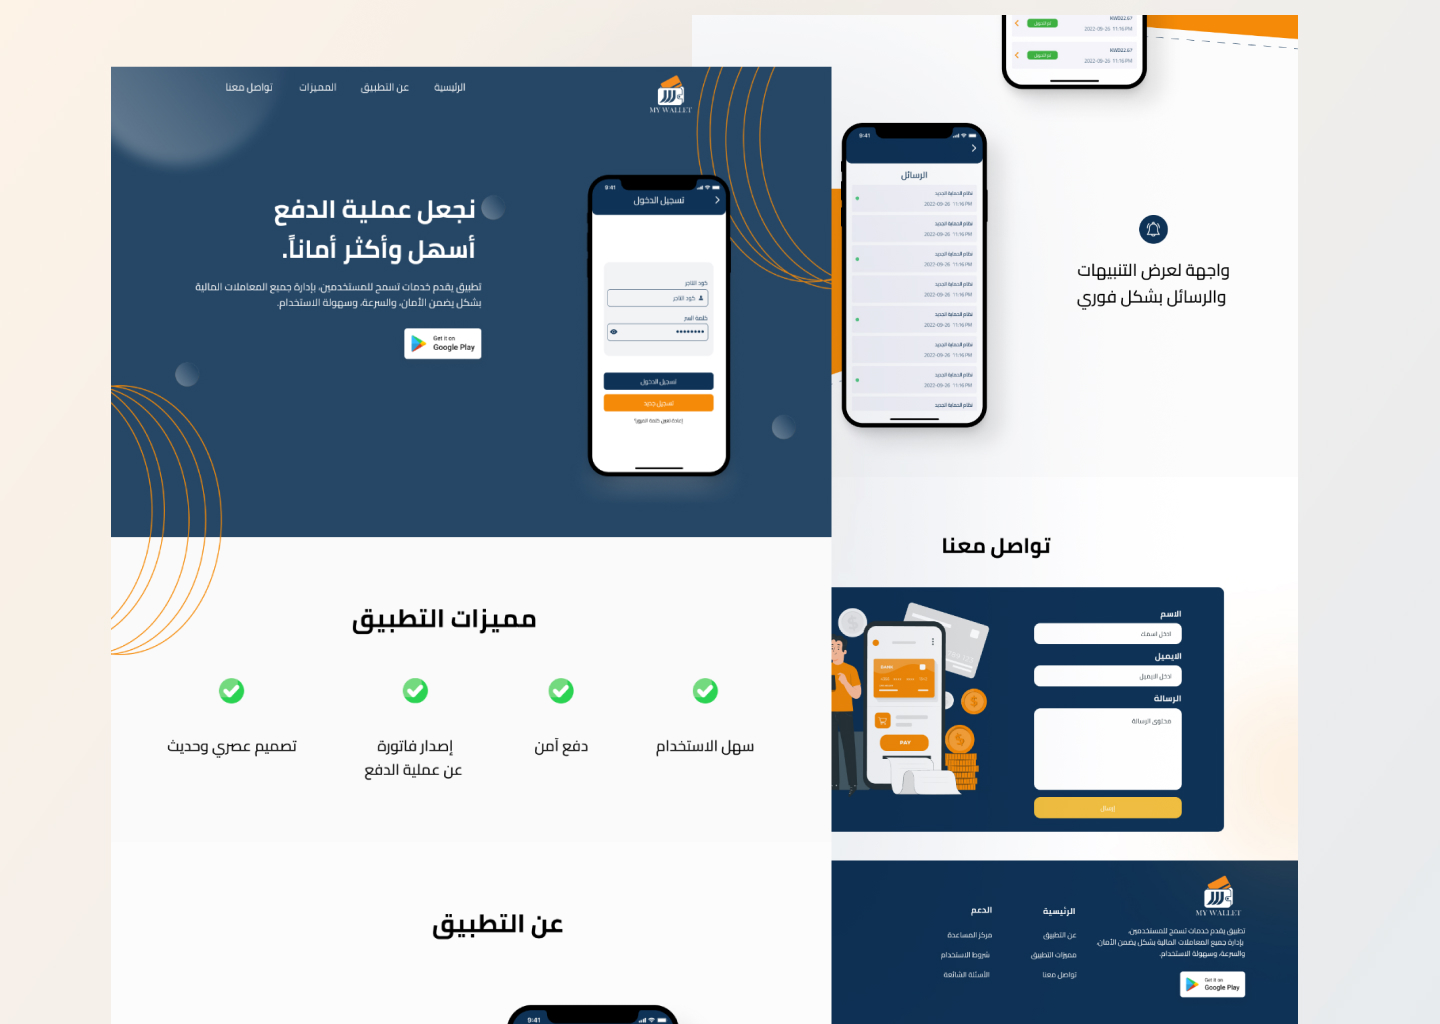 الرئيسية
عن التطبيق
المميزات
تواصل معنا
MY WALLET
نجعل عملية الدفع
أسهل وأكثر أماناً.
تطبيق يقدم خدمات تسمح للمستخدمين، بإدارة جميع المعاملات المالية
بشكل يضمن الأمان، والسرعة، وسهولة الاستخدام.
Get it on
Google Play
9:41
تسجيل الدخول
كود التاجر
كود التاجر
كلمة السر
تسجيل الدخول
تسجيل جديد
مميزات التطبيق
سهل الاستخدام
دفع آمن
إصدار فاتورة
عن عملية الدفع
تصميم عصري وحديث
عن التطبيق
9:41
KWD22.67
2022-09-26 11:16 PM
KWD22.67
2022-09-26 11:16 PM
9:41
الرسائل
نظام الحماية الجديد
2022-09-26 11:16 PM
نظام الحماية الجديد
2022-09-26 11:16 PM
نظام الحماية الجديد
2022-09-26 11:16 PM
نظام الحماية الجديد
2022-09-26 11:16 PM
نظام الحماية الجديد
2022-09-26 11:16 PM
نظام الحماية الجديد
2022-09-26 11:16 PM
نظام الحماية الجديد
2022-09-26 11:16 PM
نظام الحماية الجديد
واجهة لعرض التنبيهات
والرسائل بشكل فوري
تواصل معنا
الاسم
ادخل اسمك
الايميل
ادخل الايميل
الرسالة
محتوى الرسالة
إرسال
BANK
PAY
MY WALLET
تطبيق يقدم خدمات تسمح للمستخدمين،
بإدارة جميع المعاملات المالية بشكل يضمن الأمان،
والسرعة، وسهولة الاستخدام.
Get it on
Google Play
الرئيسية
عن التطبيق
مميزات التطبيق
تواصل معنا
الدعم
مركز المساعدة
شروط الاستخدام
الأسئلة الشائعة